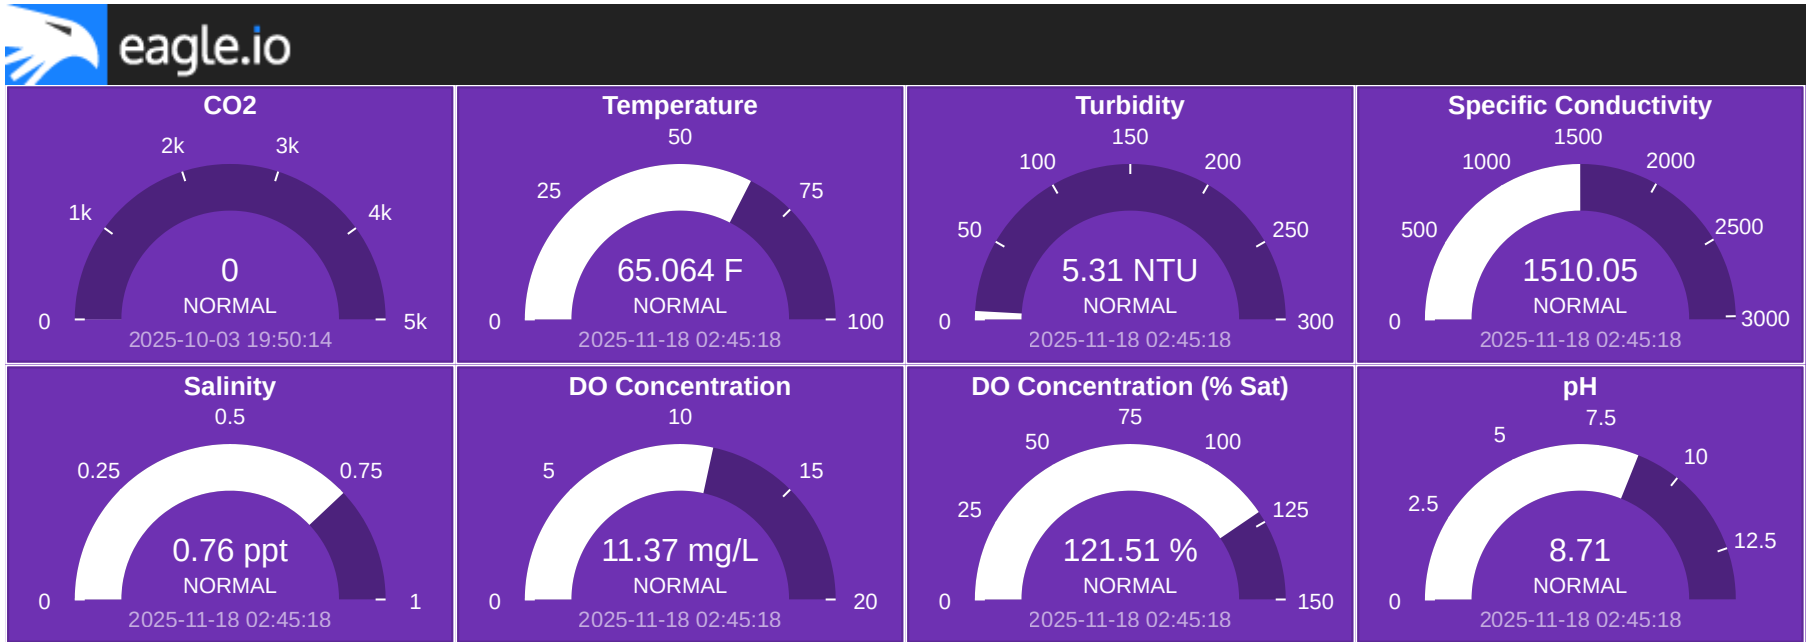 eagle.io
CO2
2k
3k
1k
4k
0
NORMAL
0
5k
2025-10-03 19:50:14
Temperature
50
25
75
65.064 F
NORMAL
0
100
2025-11-18 02:45:18
Turbidity
150
100
200
50
250
5.31 NTU
NORMAL
0
300
2025-11-18 02:45:18
Specific Conductivity
1500
1000
2000
500
2500
1510.05
NORMAL
0
3000
2025-11-18 02:45:18
Salinity
0.5
0.25
0.75
0.76 ppt
NORMAL
0
1
2025-11-18 02:45:18
DO Concentration
10
5
15
11.37 mg/L
NORMAL
0
20
2025-11-18 02:45:18
DO Concentration (% Sat)
75
50
100
25
125
121.51 %
NORMAL
0
150
2025-11-18 02:45:18
pH
7.5
5
10
2.5
12.5
8.71
NORMAL
0
2025-11-18 02:45:18